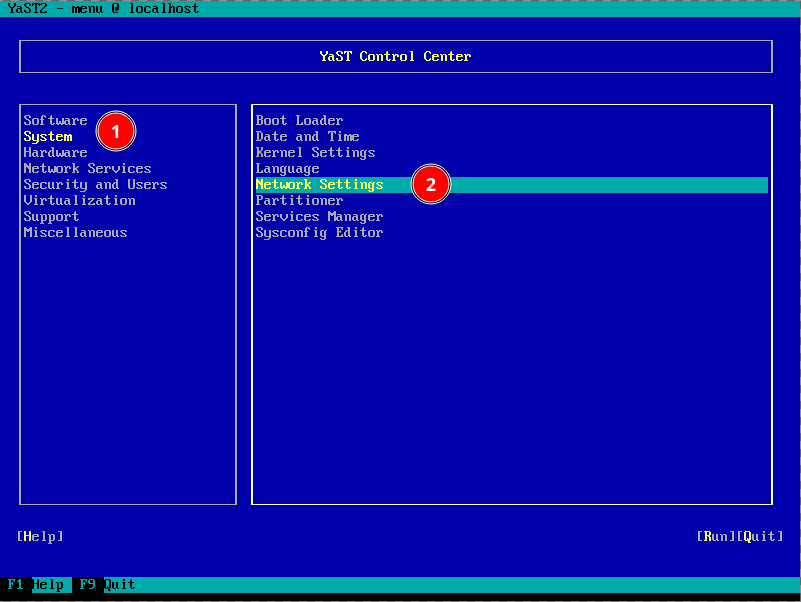 YaST2 - menu @ localhost
YaST Control Center
Software
System
Hardware
Network Services
Security and Users
Virtualization
Support
Miscellaneous
1
Boot Loader
Date and Time
Kernel Settings
Language
Network Settings
Partitioner
Services Manager
Sysconfig Editor
2
[Help] [Run][Quit]
F1 Help F9 Quit